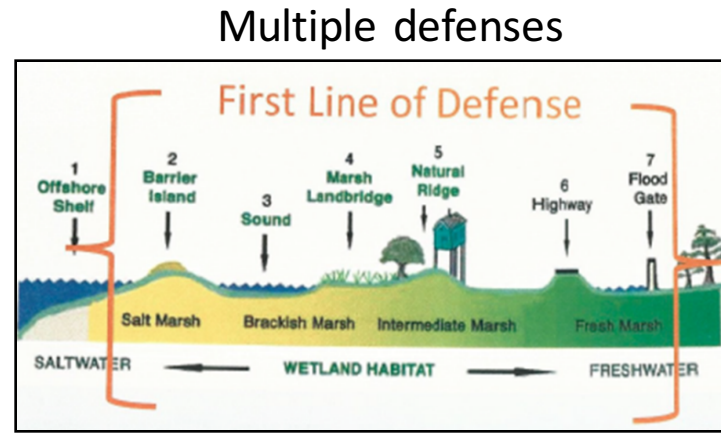 Multiple defenses
First Line of Defense
1
Offshore
Shelf
2
Barrier
Island
3
Sound
4
Marsh
Landbridge
5
Natural
Ridge
6
Highway
7
Flood
Gate
Salt Marsh
Brackish Marsh
Intermediate Marsh
Fresh Marsh
SALTWATER
WETLAND HABITAT
FRESHWATER